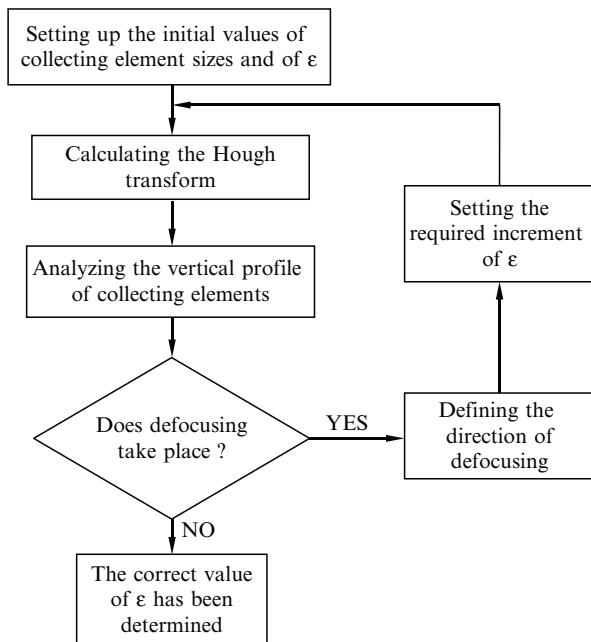 Setting up the initial values of
collecting element sizes and of ε
Calculating the Hough
transform
Analyzing the vertical profile
of collecting elements
Does defocusing
take place ?
YES
Defining the
direction of
defocusing
Setting the
required increment
of ε
NO
The correct value
of ε has been
determined